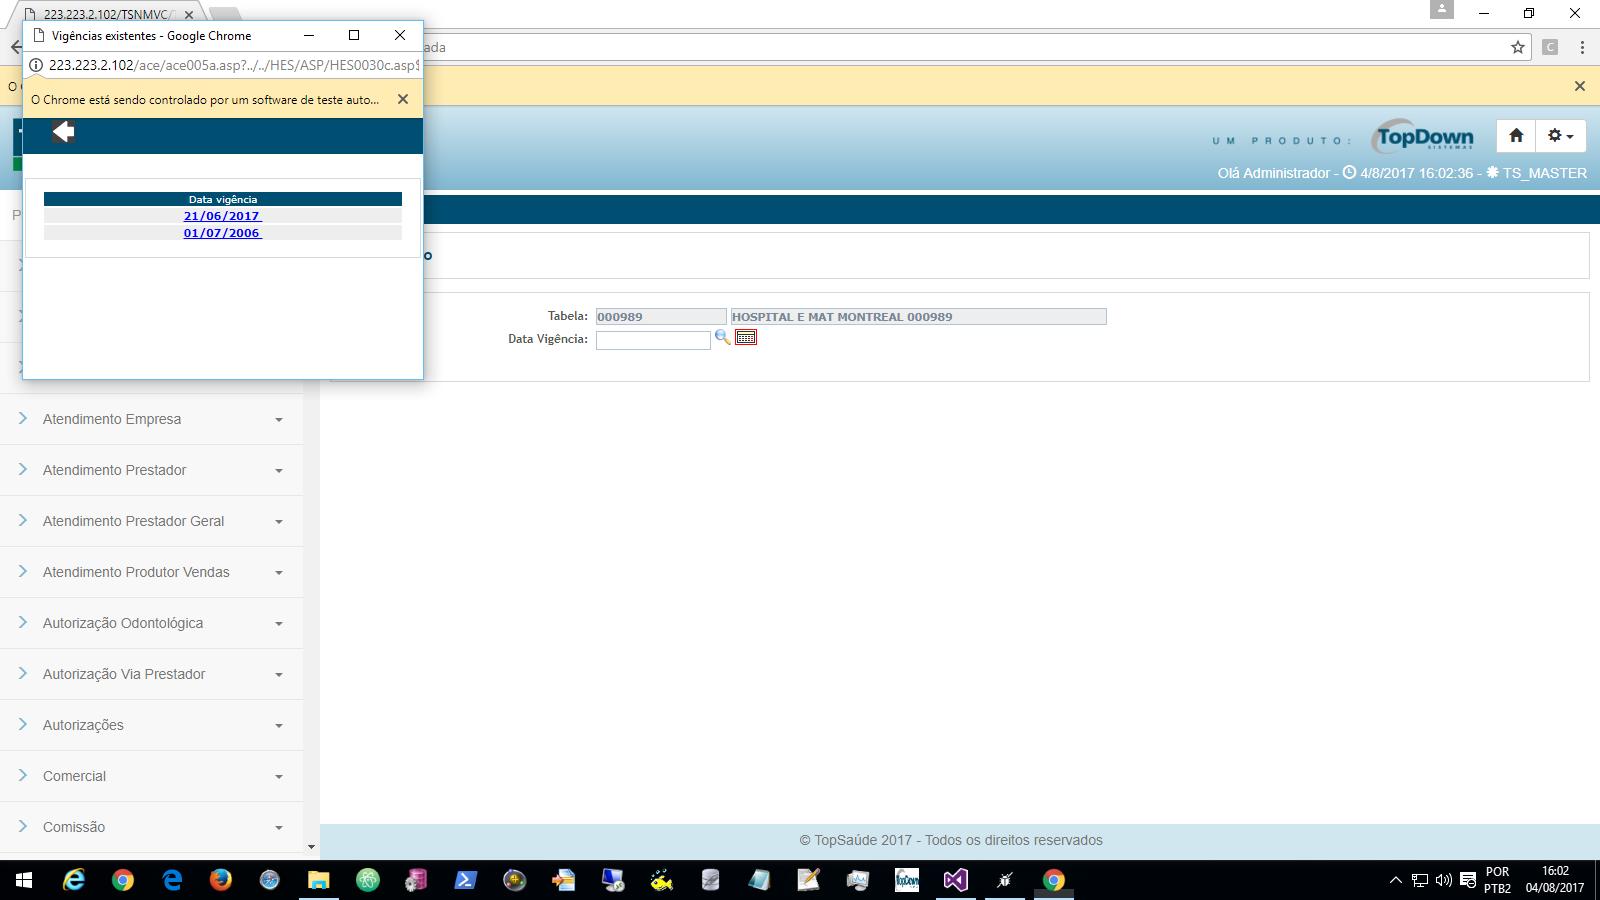 223.223.2.102/TSNMVC/
Vigências existentes - Google Chrome
223.223.2.102/ace/ace005a.asp?../../HES/ASP/HES0030c.asp
O Chrome está sendo controlado por um software de teste auto...
Data vigência
21/06/2017
01/07/2006
UM PRODUTO:
TopDown
SISTEMAS
Olá Administrador - 4/8/2017 16:02:36 - TS_MASTER
Tabela: 000989 HOSPITAL E MAT MONTREAL 000989
Data Vigência:
Atendimento Empresa
Atendimento Prestador
Atendimento Prestador Geral
Atendimento Produtor Vendas
Autorização Odontológica
Autorização Via Prestador
Autorizações
Comercial
Comissão
© TopSaúde 2017 - Todos os direitos reservados
POR
PTB2
16:02
04/08/2017